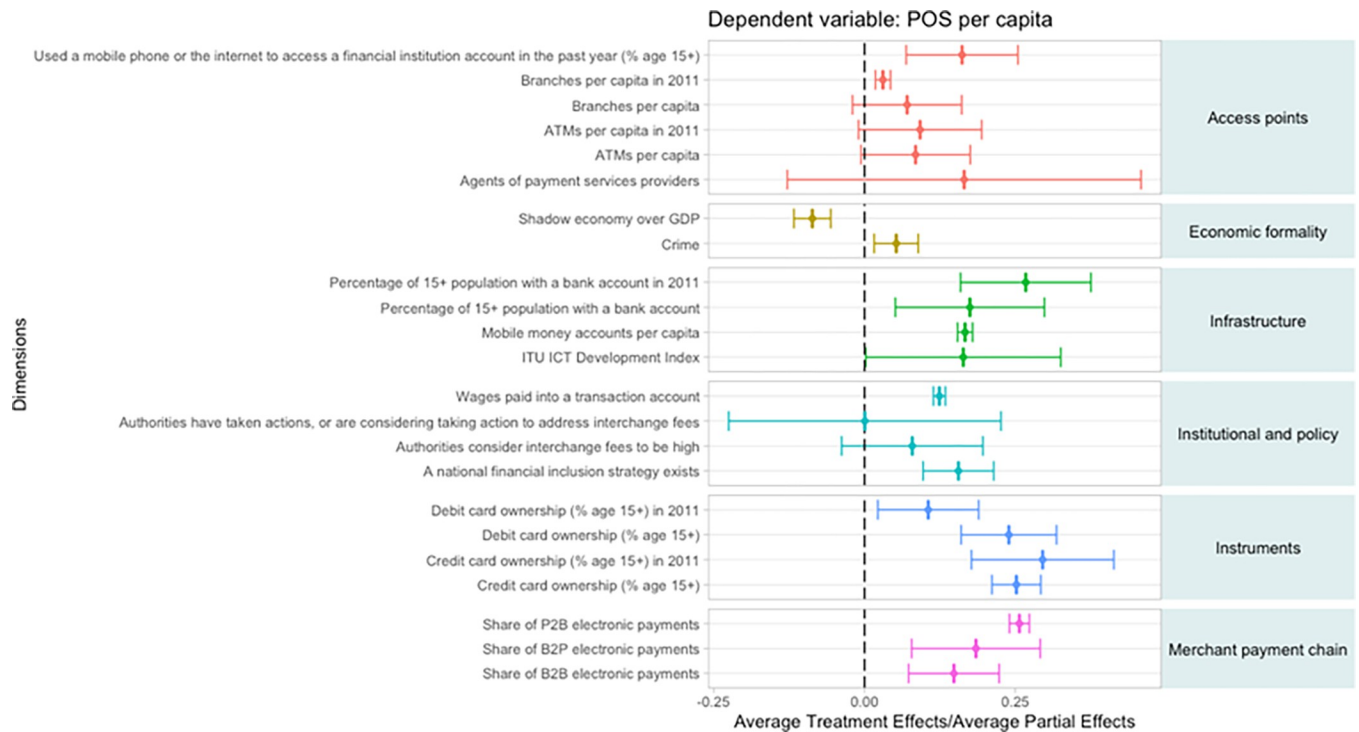 Dependent variable: POS per capita
Used a mobile phone or the internet to access a financial institution account in the past year (% age 15+)
Branches per capita in 2011
Branches per capita
ATMs per capita in 2011
ATMs per capita
Agents of payment services providers
Access points
Shadow economy over GDP
Crime
Economic formality
Percentage of 15+ population with a bank account in 2011
Percentage of 15+ population with a bank account
Mobile money accounts per capita
ITU ICT Development Index
Infrastructure
Dimensions
Wages paid into a transaction account
Authorities have taken actions, or are considering taking action to address interchange fees
Authorities consider interchange fees to be high
A national financial inclusion strategy exists
Institutional and policy
Debit card ownership (% age 15+) in 2011
Debit card ownership (% age 15+)
Credit card ownership (% age 15+) in 2011
Credit card ownership (% age 15+)
Instruments
Share of P2B electronic payments
Share of B2P electronic payments
Share of B2B electronic payments
Merchant payment chain
-0.25 0.00 0.25
Average Treatment Effects/Average Partial Effects